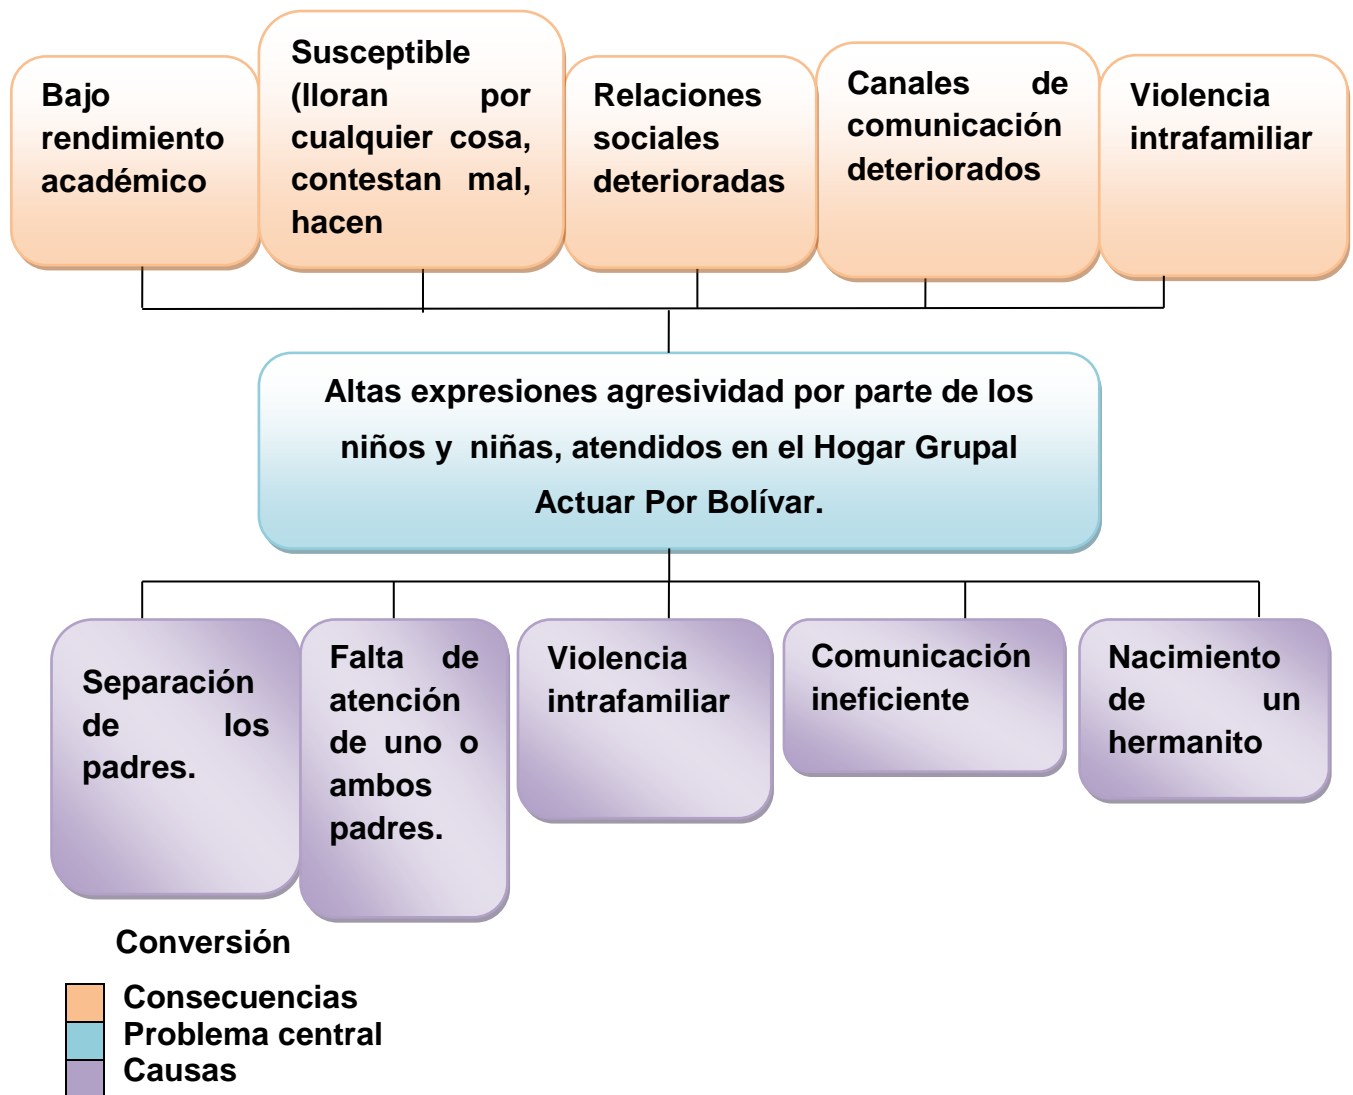 Bajo
rendimiento
académico
Susceptible
(lloran por
cualquier cosa,
contestan mal,
hacen
Relaciones
sociales
deterioradas
Canales de
comunicación
deteriorados
Violencia
intrafamiliar
Altas expresiones agresividad por parte de los
niños y niñas, atendidos en el Hogar Grupal
Actuar Por Bolívar.
Separación
de los
padres.
Falta de
atención
de uno o
ambos
padres.
Violencia
intrafamiliar
Comunicación
ineficiente
Nacimiento
de un
hermanito
Conversión
Consecuencias
Problema central
Causas